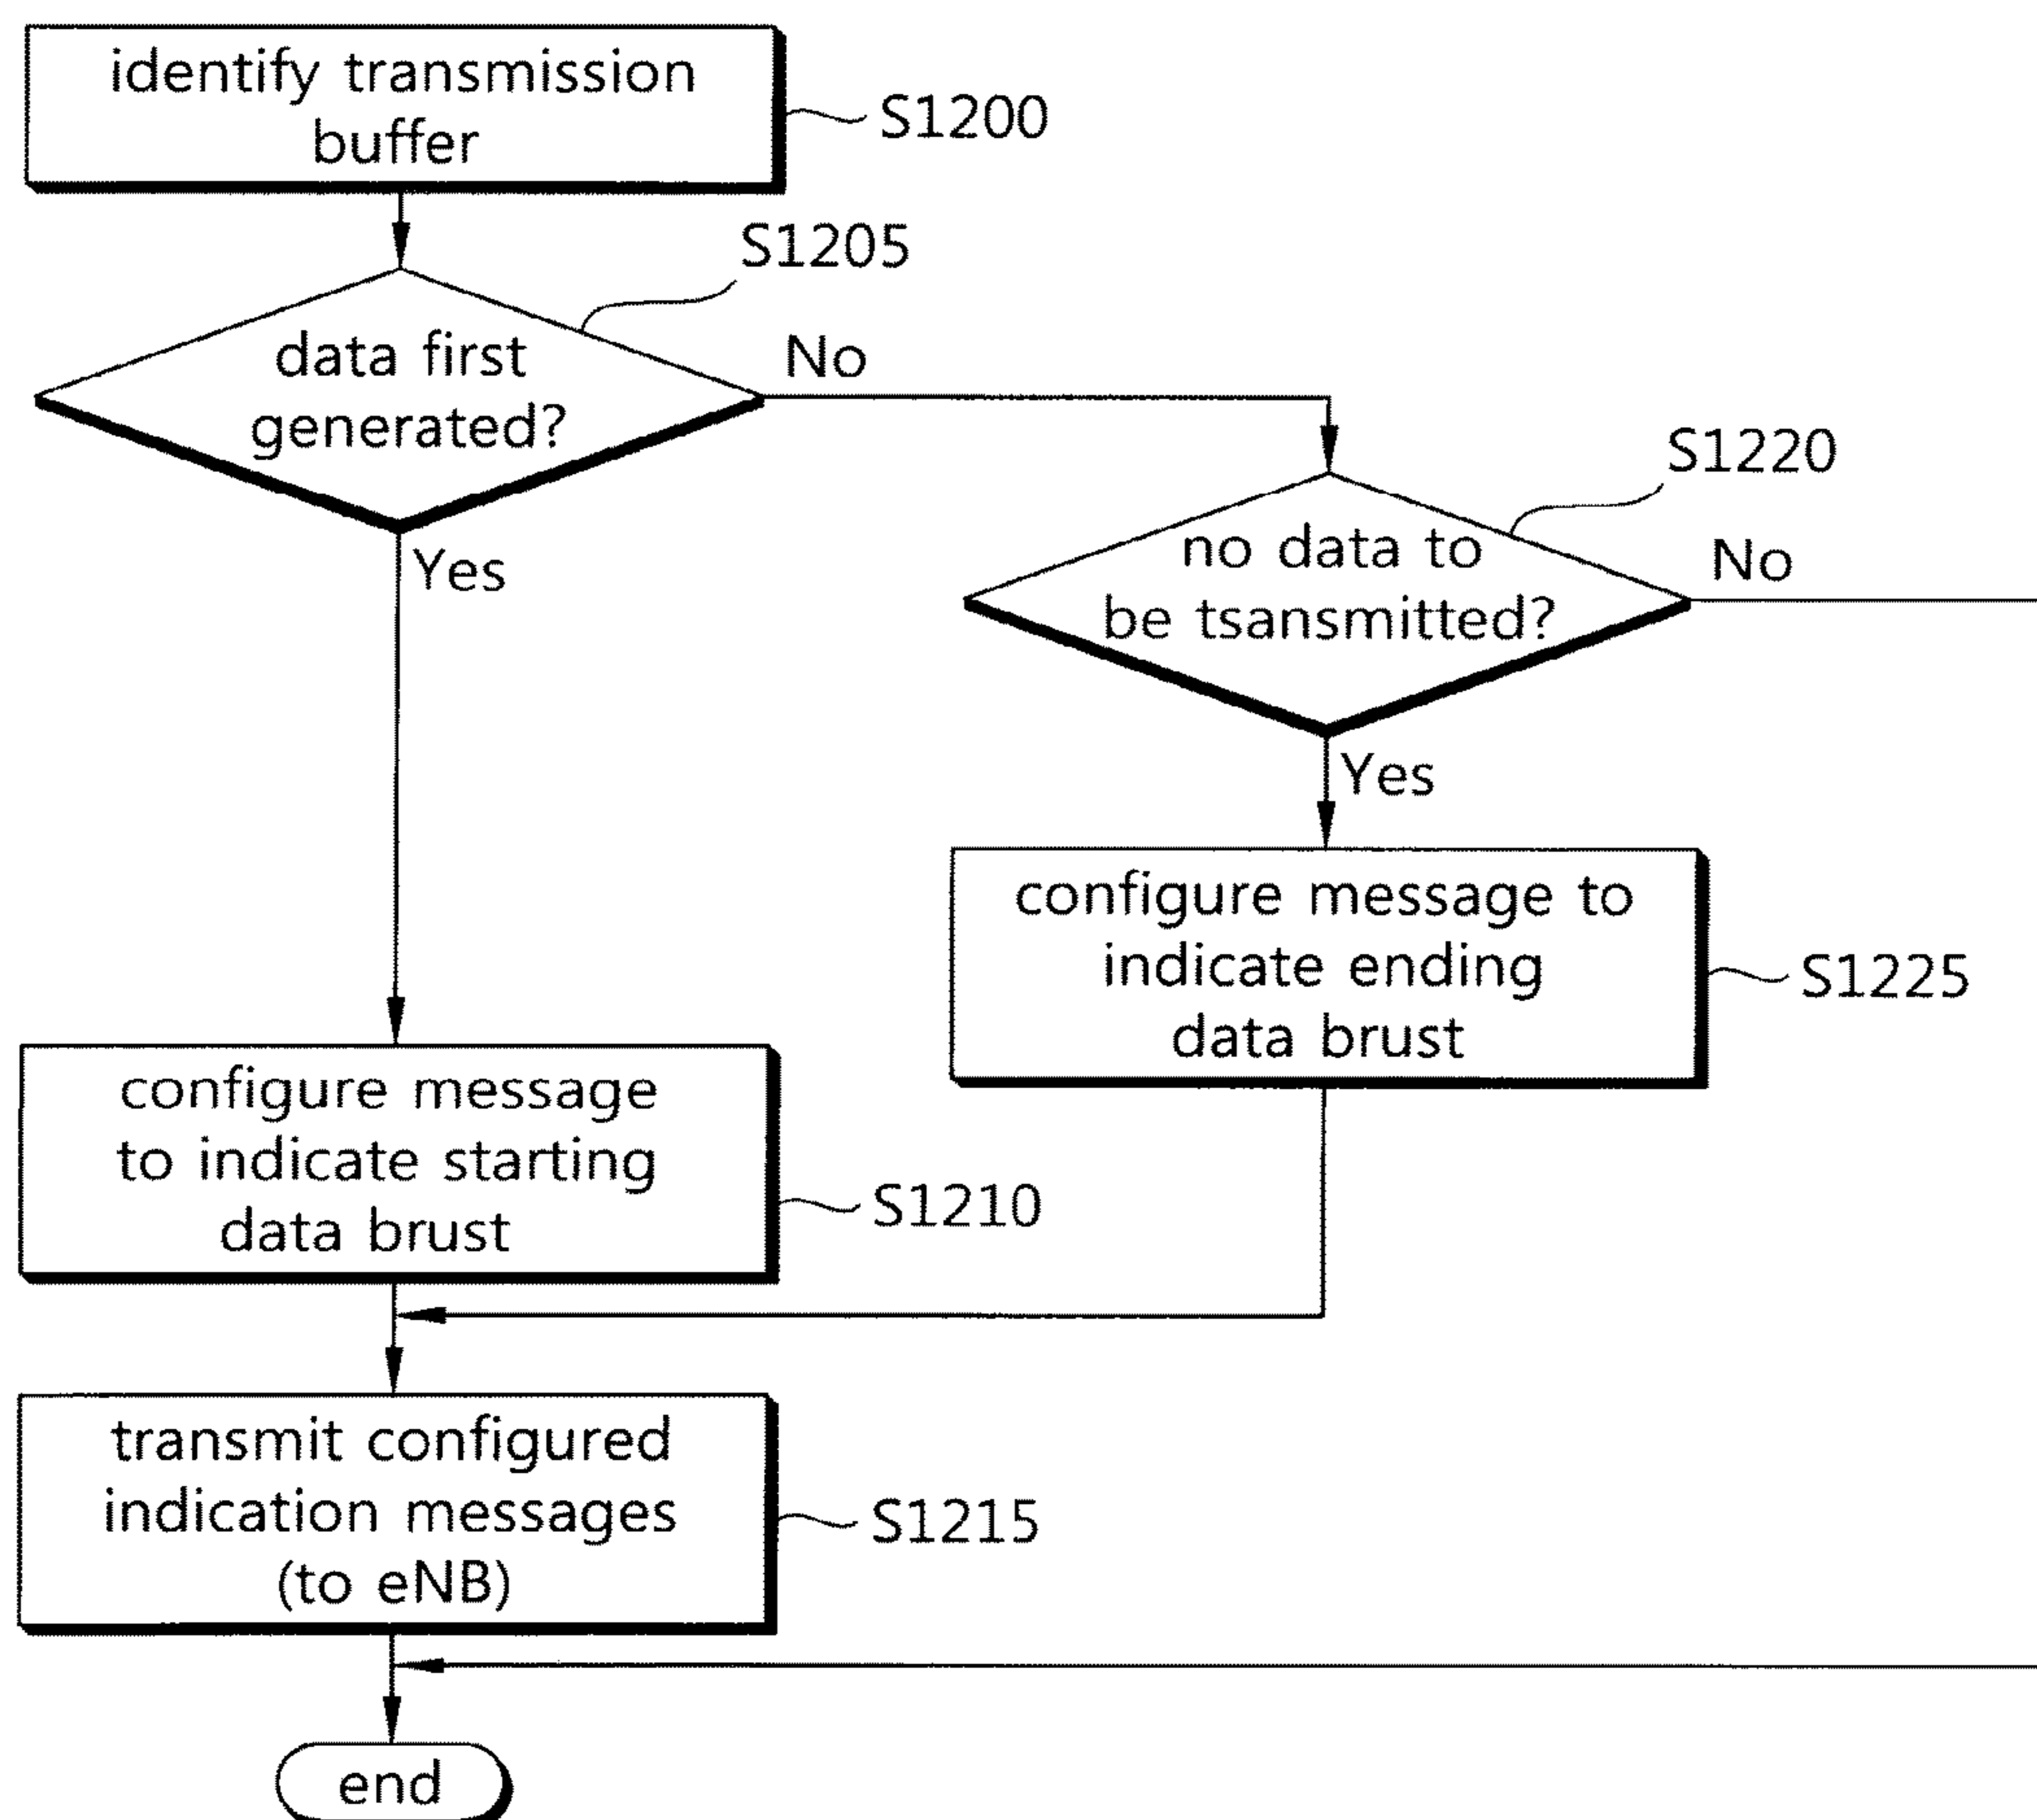 identify transmission
buffer
S1200
S1205
data first
generated?
No
Yes
S1220
no data to
be tsansmitted?
No
Yes
configure message to
indicate ending
data brust
S1225
configure message
to indicate starting
data brust
S1210
transmit configured
indication messages
(to eNB)
S1215
end